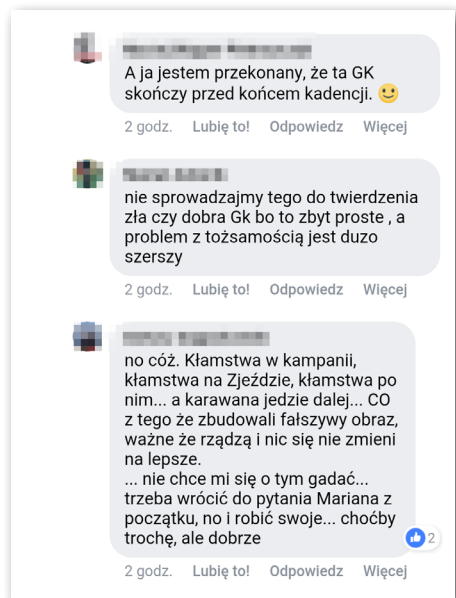 A ja jestem przekonany, że ta GK
skończy przed końcem kadencji. 🙂
2 godz. Lubię to! Odpowiedz Więcej
nie sprowadzajmy tego do twierdzenia
zła czy dobra Gk bo to zbyt proste , a
problem z tożsamością jest duzo
szerszy
2 godz. Lubię to! Odpowiedz Więcej
no cóż. Kłamstwa w kampanii,
kłamstwa na Zjeździe, kłamstwa po
nim... a karawana jedzie dalej... CO
z tego że zbudowali fałszywy obraz,
ważne że rządzą i nic się nie zmieni
na lepsze.
... nie chce mi się o tym gadać...
trzeba wrócić do pytania Mariana z
początku, no i robić swoje... choćby
trochę, ale dobrze
2
2 godz. Lubię to! Odpowiedz Więcej